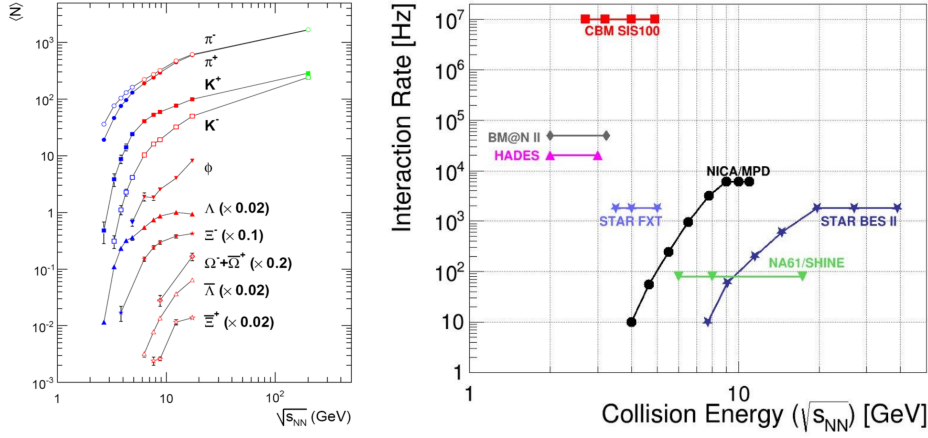 ⟨N⟩
10³
10²
10
1
10⁻¹
10⁻²
10⁻³
π⁻
π⁺
K⁺
K⁻
ϕ
Λ (× 0.02)
Ξ⁻ (× 0.1)
Ω⁻+Ω̅⁺ (× 0.2)
Λ̅ (× 0.02)
Ξ̅⁺ (× 0.02)
1 10 10²
√s_NN (GeV)
Interaction Rate [Hz]
10⁷
10⁶
10⁵
10⁴
10³
10²
10
1
CBM SIS100
BM@N II
HADES
NICA/MPD
STAR FXT
STAR BES II
NA61/SHINE
1 10
Collision Energy (√s_NN) [GeV]